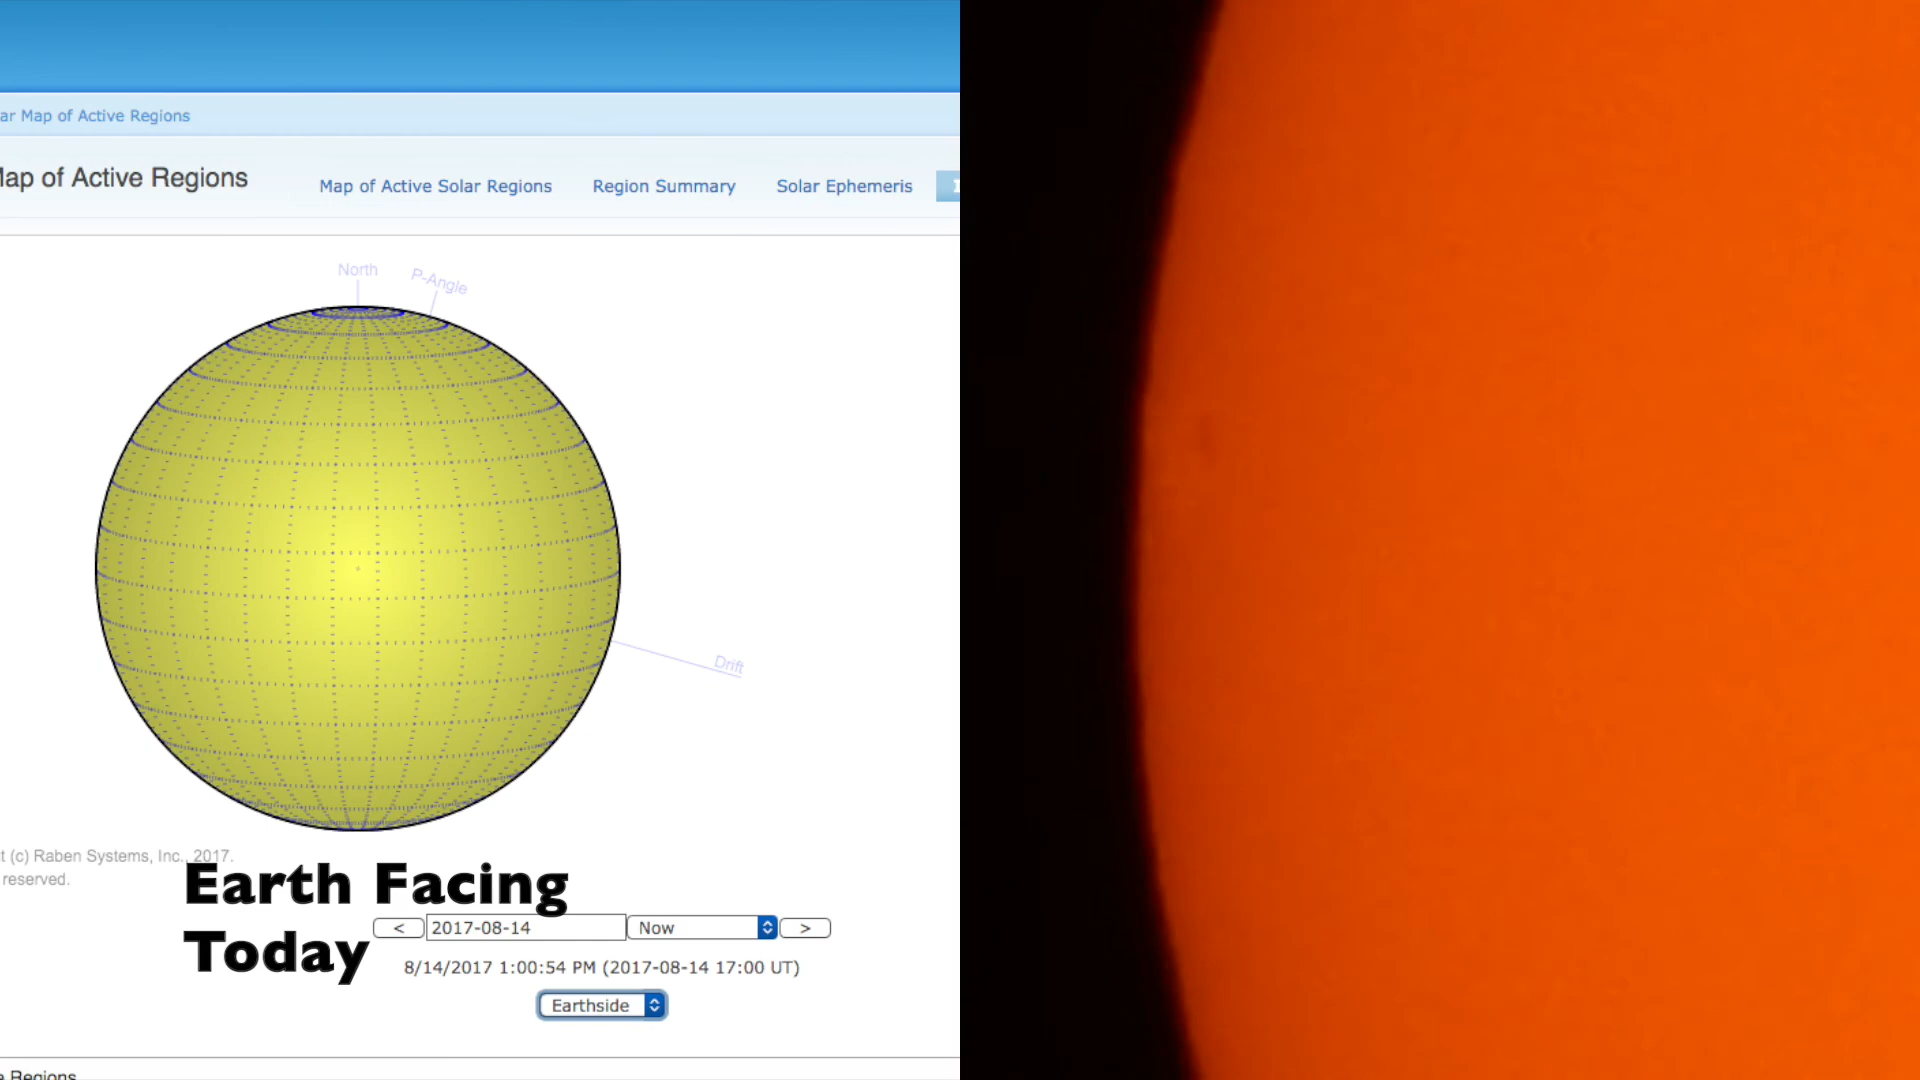 ar Map of Active Regions
Map of Active Regions
Map of Active Solar Regions Region Summary Solar Ephemeris
North
P-Angle
Drift
t (c) Raben Systems, Inc., 2017.
reserved.
Earth Facing
Today
< 2017-08-14 Now >
8/14/2017 1:00:54 PM (2017-08-14 17:00 UT)
Earthside
e Regions